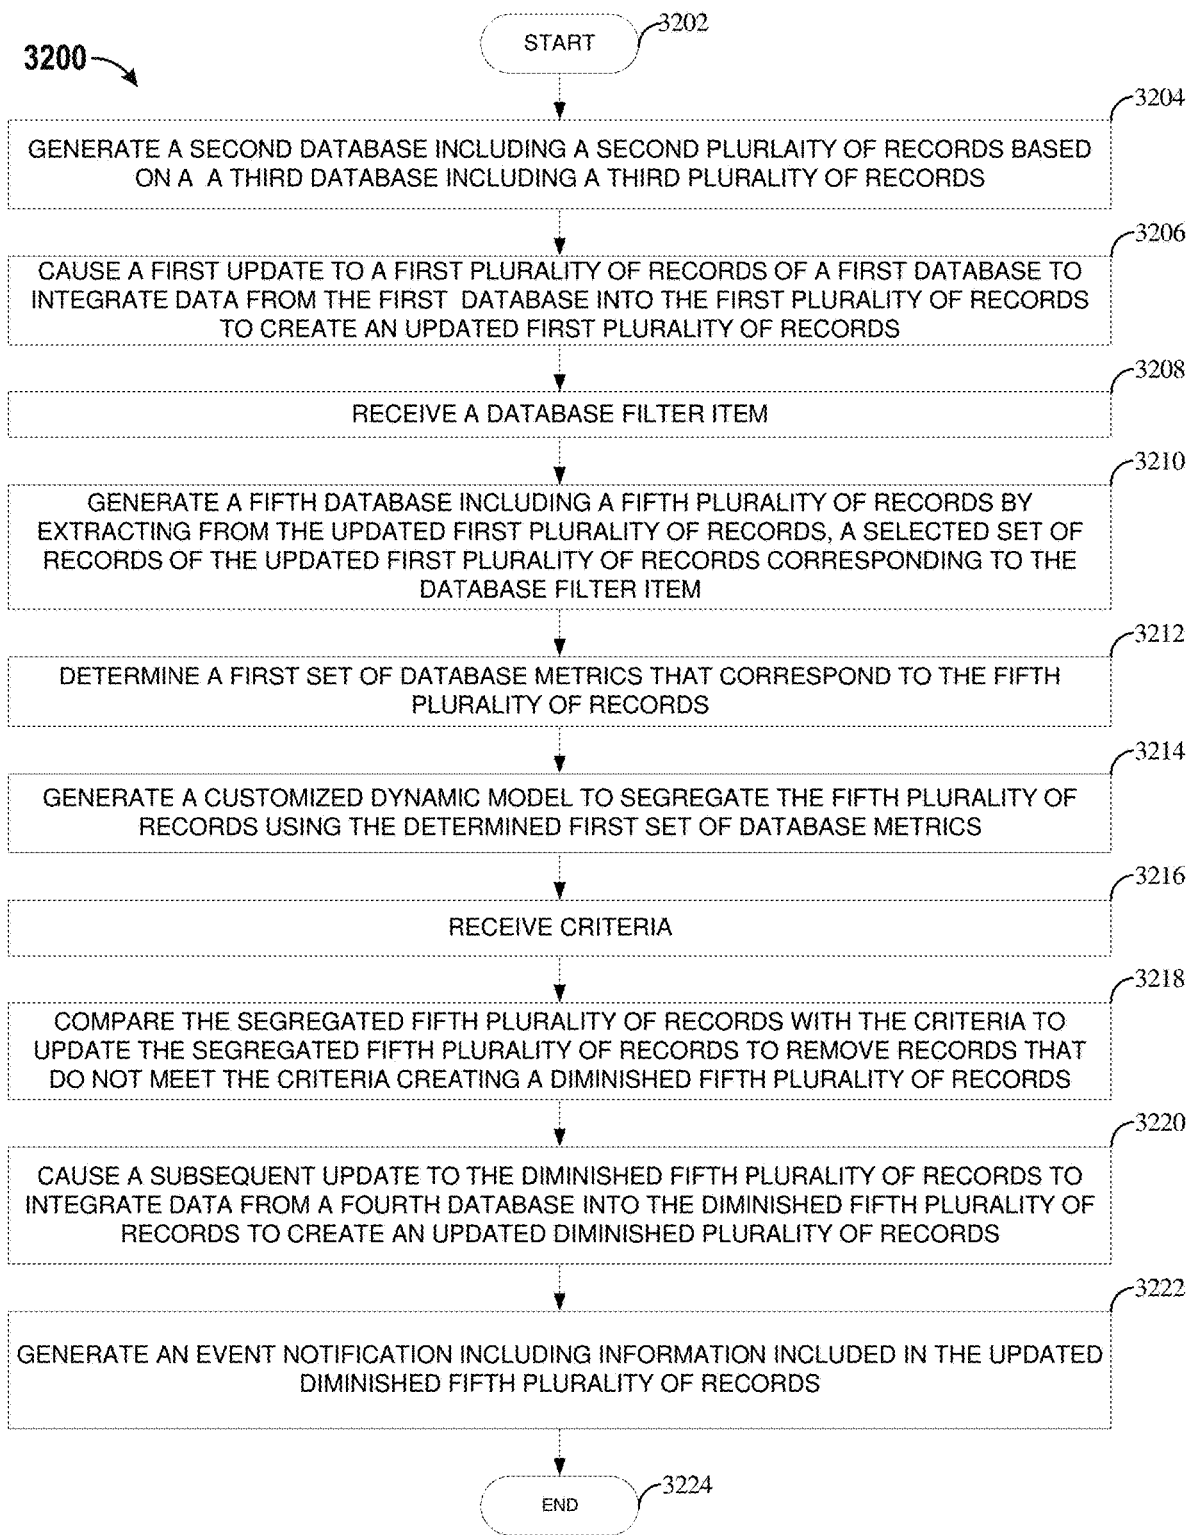 3200
START
3202
3204
GENERATE A SECOND DATABASE INCLUDING A SECOND PLURLAITY OF RECORDS BASED
ON A A THIRD DATABASE INCLUDING A THIRD PLURALITY OF RECORDS
3206
CAUSE A FIRST UPDATE TO A FIRST PLURALITY OF RECORDS OF A FIRST DATABASE TO
INTEGRATE DATA FROM THE FIRST DATABASE INTO THE FIRST PLURALITY OF RECORDS
TO CREATE AN UPDATED FIRST PLURALITY OF RECORDS
3208
RECEIVE A DATABASE FILTER ITEM
3210
GENERATE A FIFTH DATABASE INCLUDING A FIFTH PLURALITY OF RECORDS BY
EXTRACTING FROM THE UPDATED FIRST PLURALITY OF RECORDS, A SELECTED SET OF
RECORDS OF THE UPDATED FIRST PLURALITY OF RECORDS CORRESPONDING TO THE
DATABASE FILTER ITEM
3212
DETERMINE A FIRST SET OF DATABASE METRICS THAT CORRESPOND TO THE FIFTH
PLURALITY OF RECORDS
3214
GENERATE A CUSTOMIZED DYNAMIC MODEL TO SEGREGATE THE FIFTH PLURALITY OF
RECORDS USING THE DETERMINED FIRST SET OF DATABASE METRICS
3216
RECEIVE CRITERIA
3218
COMPARE THE SEGREGATED FIFTH PLURALITY OF RECORDS WITH THE CRITERIA TO
UPDATE THE SEGREGATED FIFTH PLURALITY OF RECORDS TO REMOVE RECORDS THAT
DO NOT MEET THE CRITERIA CREATING A DIMINISHED FIFTH PLURALITY OF RECORDS
3220
CAUSE A SUBSEQUENT UPDATE TO THE DIMINISHED FIFTH PLURALITY OF RECORDS TO
INTEGRATE DATA FROM A FOURTH DATABASE INTO THE DIMINISHED FIFTH PLURALITY OF
RECORDS TO CREATE AN UPDATED DIMINISHED PLURALITY OF RECORDS
3222
GENERATE AN EVENT NOTIFICATION INCLUDING INFORMATION INCLUDED IN THE UPDATED
DIMINISHED FIFTH PLURALITY OF RECORDS
END
3224